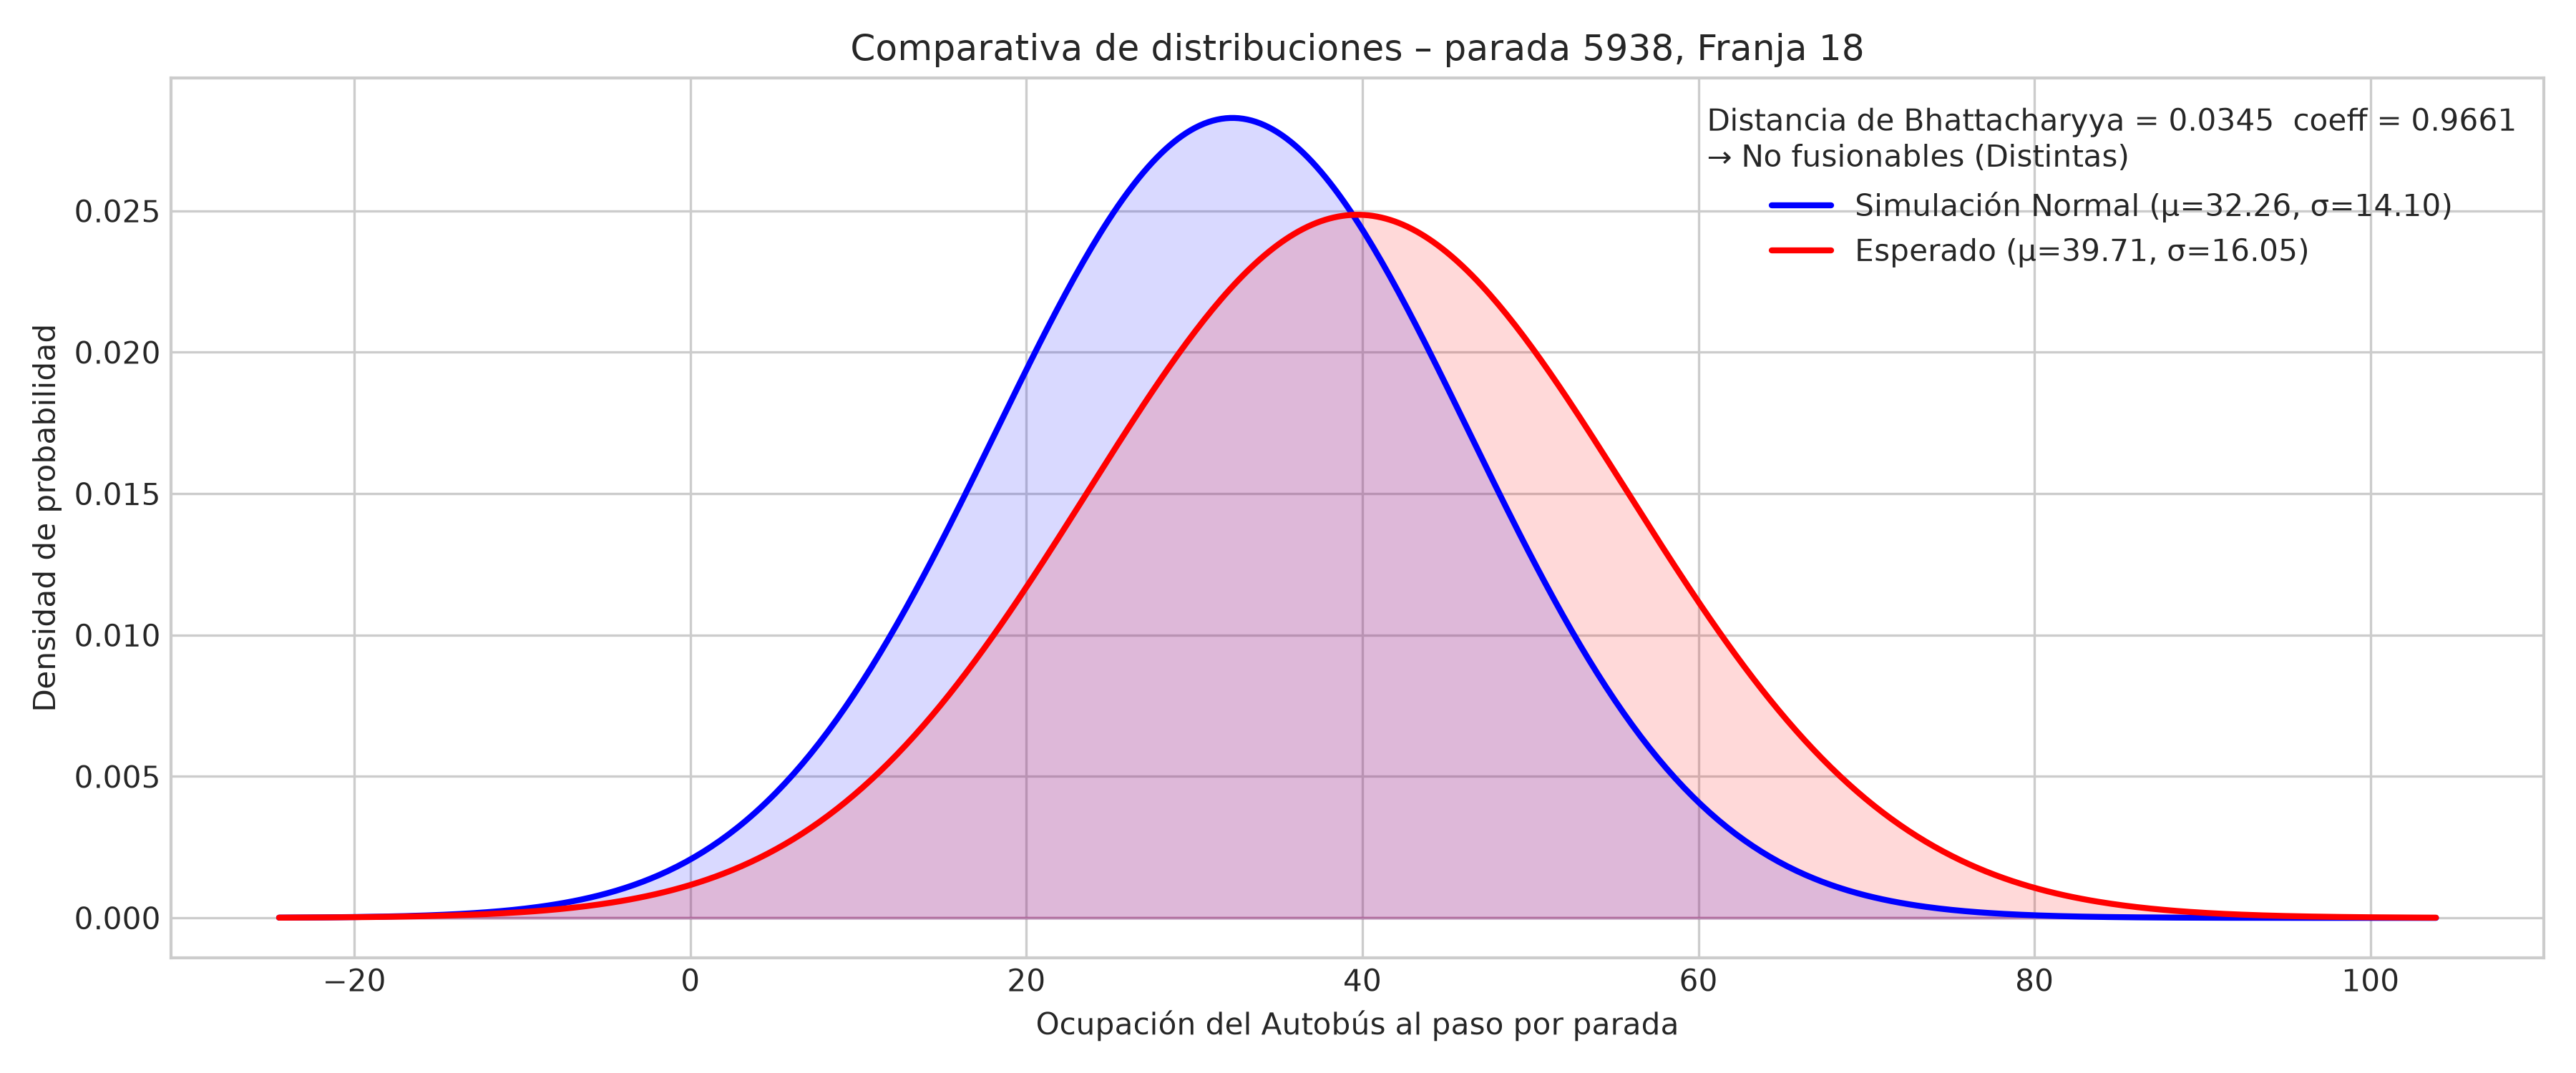 Comparativa de distribuciones – parada 5938, Franja 18
Distancia de Bhattacharyya = 0.0345  coeff = 0.9661
→ No fusionables (Distintas)
Simulación Normal (μ=32.26, σ=14.10)
Esperado (μ=39.71, σ=16.05)
Densidad de probabilidad
0.025
0.020
0.015
0.010
0.005
0.000
−20 0 20 40 60 80 100
Ocupación del Autobús al paso por parada